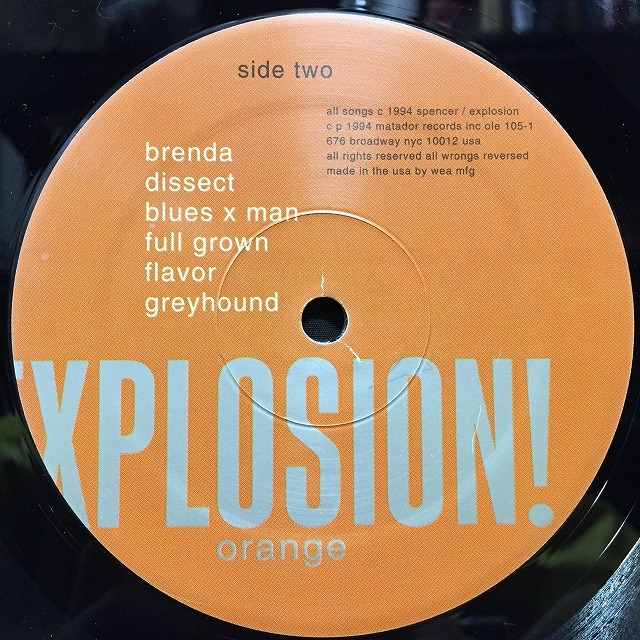 side two
all songs c 1994 spencer / explosion
c p 1994 matador records inc ole 105-1
676 broadway nyc 10012 usa
all rights reserved all wrongs reversed
made in the usa by wea mfg
brenda
dissect
blues x man
full grown
flavor
greyhound
EXPLOSION!
orange